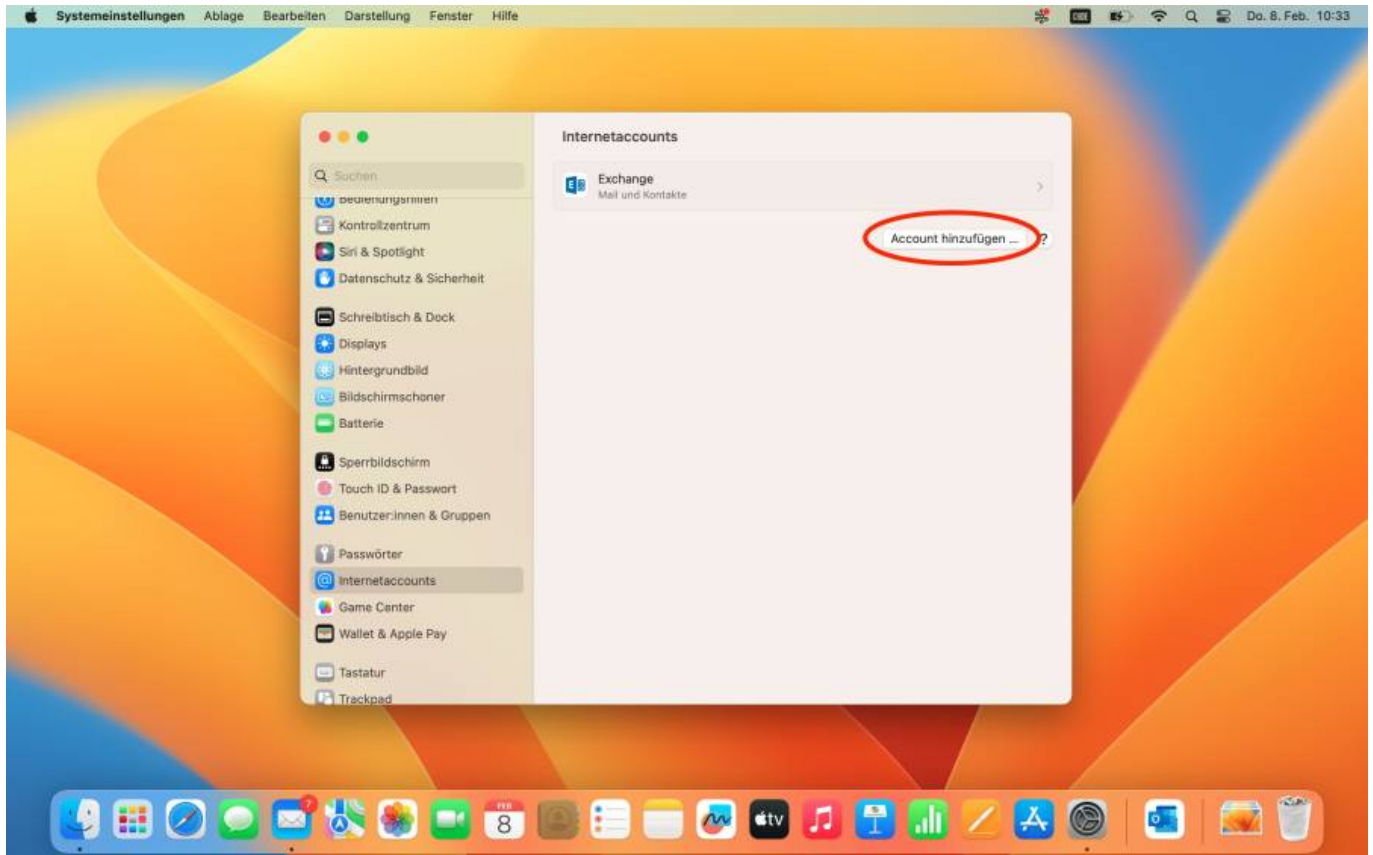 Systemeinstellungen Ablage Bearbeiten Darstellung Fenster Hilfe
Do. 8. Feb. 10:33
Internetaccounts
Suchen
Exchange
Mail und Kontakte
Account hinzufügen ...
?
Bedienungshilfen
Kontrollzentrum
Siri & Spotlight
Datenschutz & Sicherheit
Schreibtisch & Dock
Displays
Hintergrundbild
Bildschirmschoner
Batterie
Sperrbildschirm
Touch ID & Passwort
Benutzer:innen & Gruppen
Passwörter
Internetaccounts
Game Center
Wallet & Apple Pay
Tastatur
Trackpad
7
FEB
8
tv